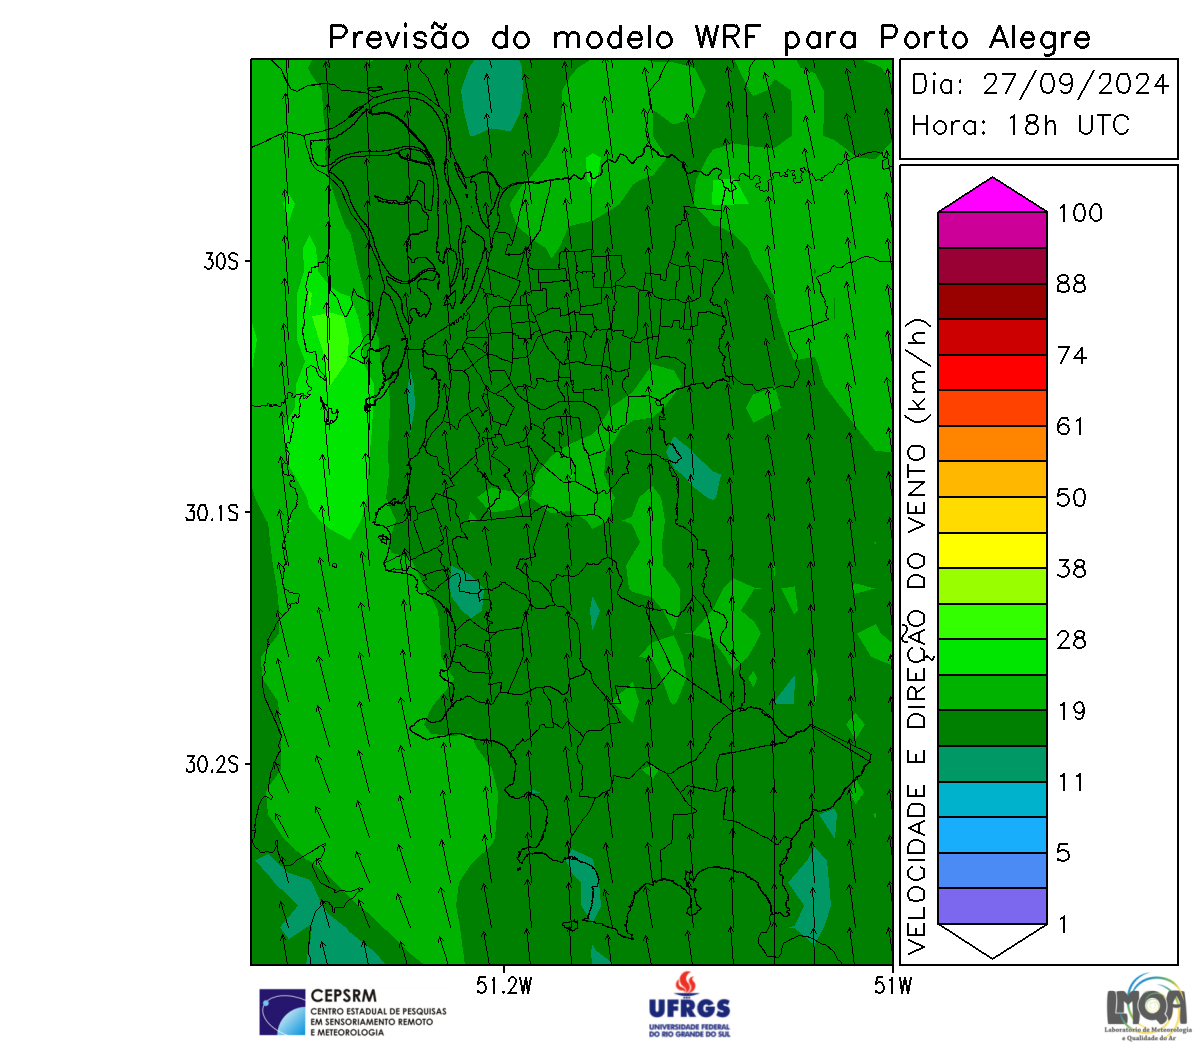 Previsão do modelo WRF para Porto Alegre
Dia: 27/09/2024
Hora: 18h UTC
30S
30.1S
30.2S
51.2W
51W
VELOCIDADE E DIREÇÃO DO VENTO (km/h)
100
88
74
61
50
38
28
19
11
5
1
CEPSRM
CENTRO ESTADUAL DE PESQUISAS
EM SENSORIAMENTO REMOTO
E METEOROLOGIA
UFRGS
UNIVERSIDADE FEDERAL
DO RIO GRANDE DO SUL
LMQA
Laboratório de Meteorologia
e Qualidade do Ar